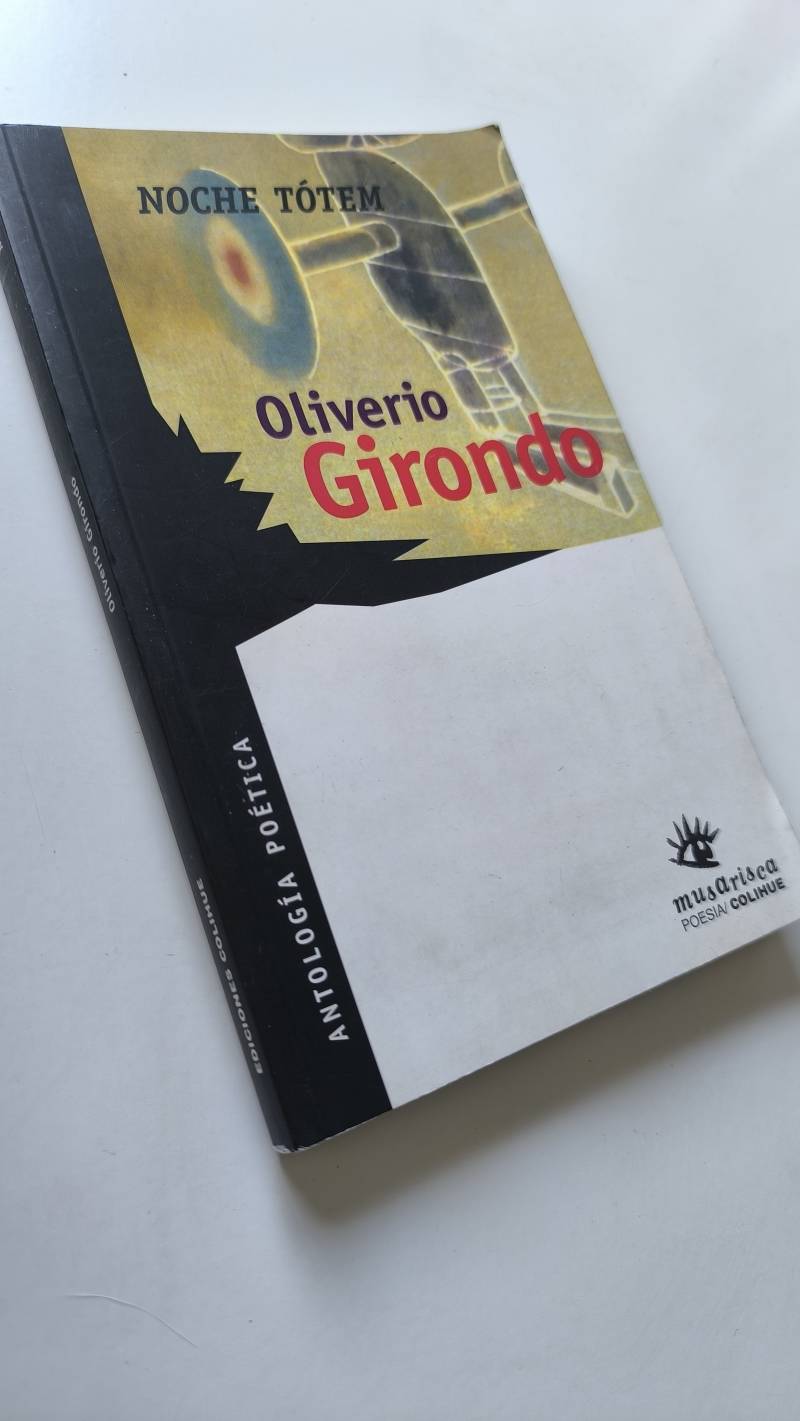 NOCHE TÓTEM
Oliverio
Girondo
ANTOLOGÍA POÉTICA
musarisca
POESIA/ COLIHUE
Oliverio Girondo
EDICIONES COLIHUE